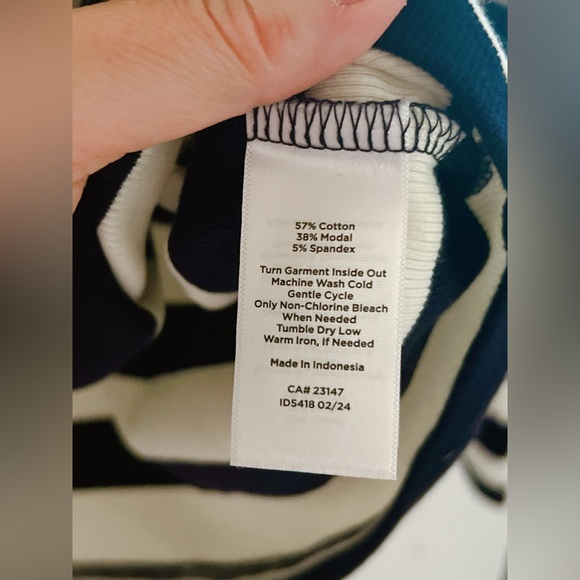 57% Cotton
38% Modal
5% Spandex
Turn Garment Inside Out
Machine Wash Cold
Gentle Cycle
Only Non-Chlorine Bleach
When Needed
Tumble Dry Low
Warm Iron, If Needed
Made In Indonesia
CA# 23147
ID5418 02/24